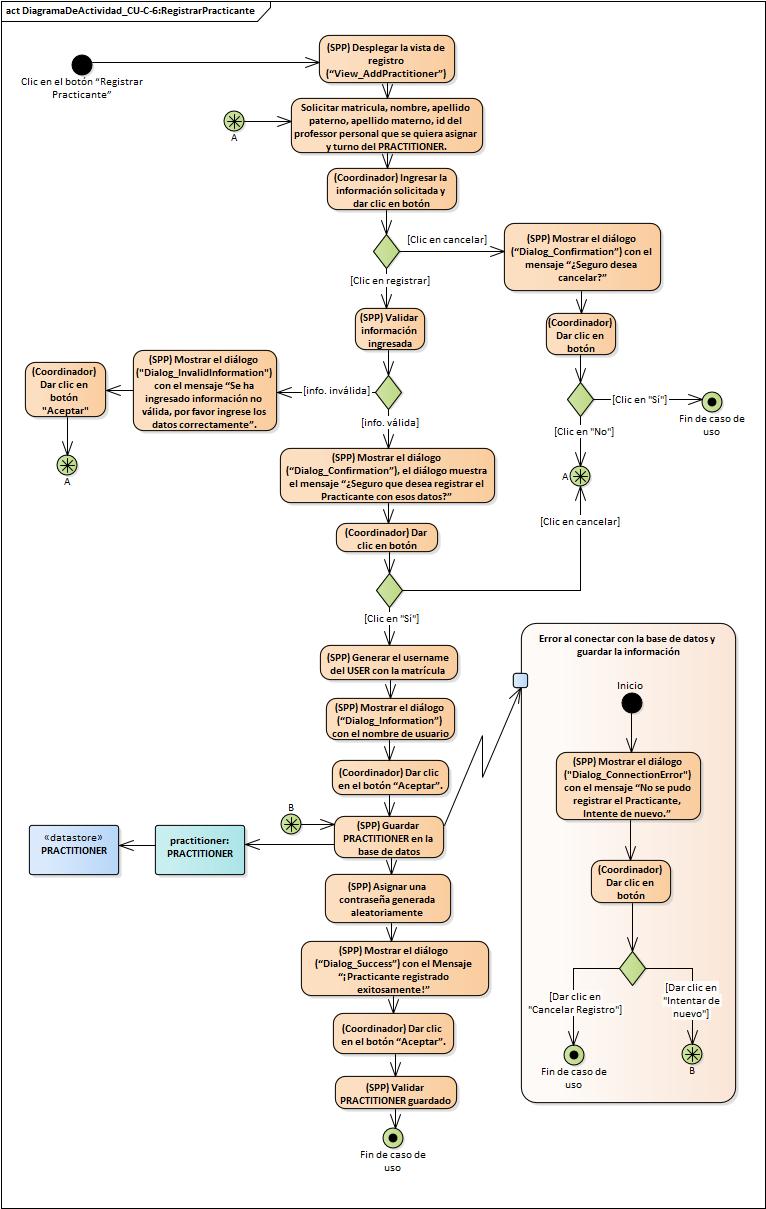 act DiagramaDeActividad_CU-C-6:RegistrarPracticante
(SPP) Desplegar la vista de
registro
("View_AddPractitioner")
Clic en el botón "Registrar
Practicante"
Solicitar matricula, nombre, apellido
paterno, apellido materno, id del
professor personal que se quiera asignar
y turno del PRACTITIONER.
A
(Coordinador) Ingresar la
información solicitada y
dar clic en botón
[Clic en cancelar]
(SPP) Mostrar el diálogo
("Dialog_Confirmation") con el
mensaje "¿Seguro desea
cancelar?"
[Clic en registrar]
(SPP) Validar
información
ingresada
(Coordinador)
Dar clic en
botón
(Coordinador)
Dar clic en
botón
"Aceptar"
(SPP) Mostrar el diálogo
("Dialog_InvalidInformation")
con el mensaje "Se ha
ingresado información no
válida, por favor ingrese los
datos correctamente".
[info. inválida]
[Clic en "Sí"]
Fin de caso de
uso
[info. válida]
[Clic en "No"]
A
(SPP) Mostrar el diálogo
("Dialog_Confirmation"), el diálogo muestra
el mensaje "¿Seguro que desea registrar el
Practicante con esos datos?"
A
[Clic en cancelar]
(Coordinador) Dar
clic en botón
[Clic en "Sí"]
(SPP) Generar el username
del USER con la matrícula
(SPP) Mostrar el diálogo
("Dialog_Information")
con el nombre de usuario
(Coordinador) Dar clic
en el botón "Aceptar".
B
(SPP) Guardar
PRACTITIONER en la
base de datos
«datastore»
PRACTITIONER
practitioner:
PRACTITIONER
(SPP) Asignar una
contraseña generada
aleatoriamente
(SPP) Mostrar el diálogo
("Dialog_Success") con el Mensaje
"¡Practicante registrado
exitosamente!"
(Coordinador) Dar clic
en el botón "Aceptar".
(SPP) Validar
PRACTITIONER guardado
Fin de caso de
uso
Error al conectar con la base de datos y
guardar la información
Inicio
(SPP) Mostrar el diálogo
("Dialog_ConnectionError")
con el mensaje "No se pudo
registrar el Practicante,
Intente de nuevo."
(Coordinador)
Dar clic en
botón
[Dar clic en
"Cancelar Registro"]
[Dar clic en
"Intentar de
nuevo"]
Fin de caso de
uso
B